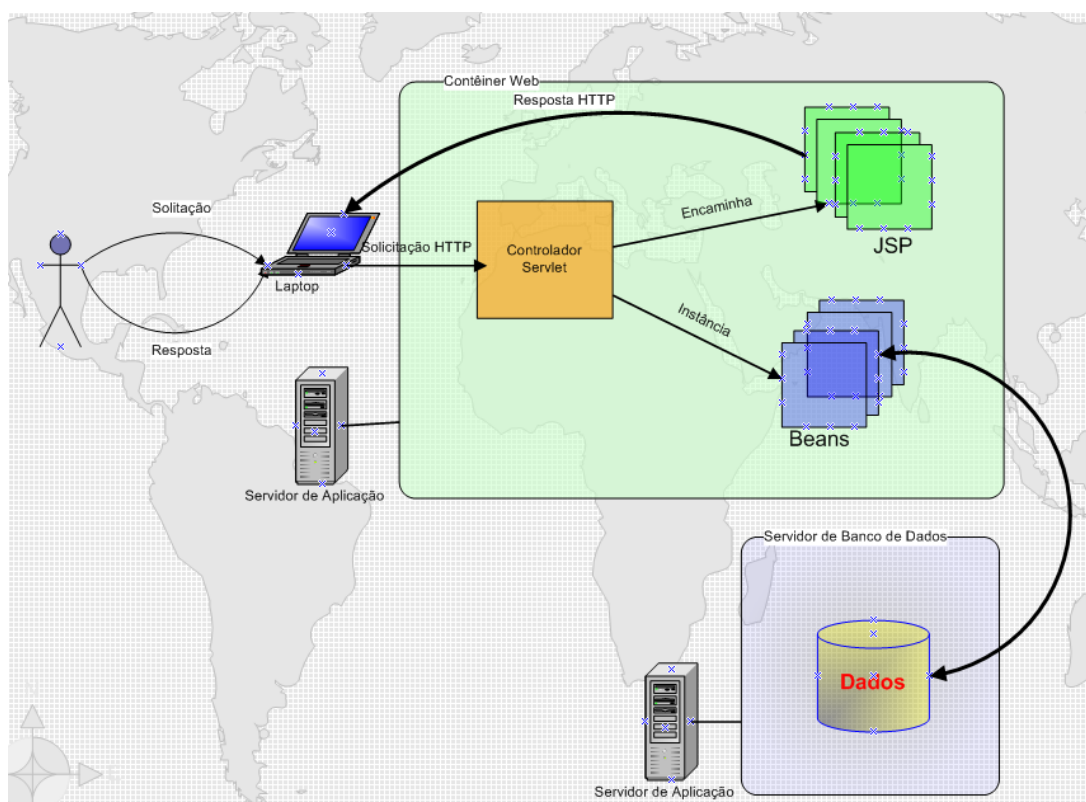 Contêiner Web
Resposta HTTP
Solitação
Encaminha
JSP
Solicitação HTTP
Controlador
Servlet
Laptop
Instância
Resposta
Beans
Servidor de Aplicação
Servidor de Banco de Dados
Dados
Servidor de Aplicação
N